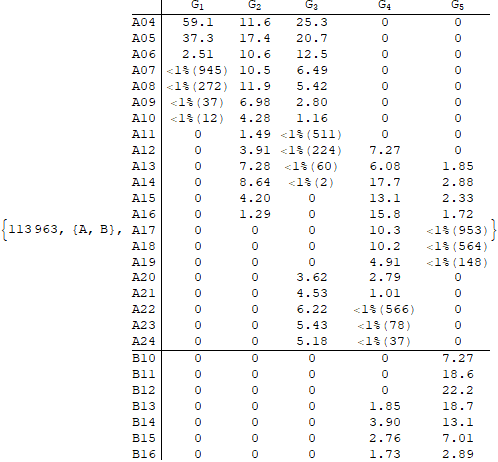 G1 G2 G3 G4 G5
A04 59.1 11.6 25.3 0 0
A05 37.3 17.4 20.7 0 0
A06 2.51 10.6 12.5 0 0
A07 <1%(945) 10.5 6.49 0 0
A08 <1%(272) 11.9 5.42 0 0
A09 <1%(37) 6.98 2.80 0 0
A10 <1%(12) 4.28 1.16 0 0
A11 0 1.49 <1%(511) 0 0
A12 0 3.91 <1%(224) 7.27 0
A13 0 7.28 <1%(60) 6.08 1.85
A14 0 8.64 <1%(2) 17.7 2.88
A15 0 4.20 0 13.1 2.33
A16 0 1.29 0 15.8 1.72
{113963, {A, B}, A17 0 0 0 10.3 <1%(953)}
A18 0 0 0 10.2 <1%(564)
A19 0 0 0 4.91 <1%(148)
A20 0 0 3.62 2.79 0
A21 0 0 4.53 1.01 0
A22 0 0 6.22 <1%(566) 0
A23 0 0 5.43 <1%(78) 0
A24 0 0 5.18 <1%(37) 0
B10 0 0 0 0 7.27
B11 0 0 0 0 18.6
B12 0 0 0 0 22.2
B13 0 0 0 1.85 18.7
B14 0 0 0 3.90 13.1
B15 0 0 0 2.76 7.01
B16 0 0 0 1.73 2.89